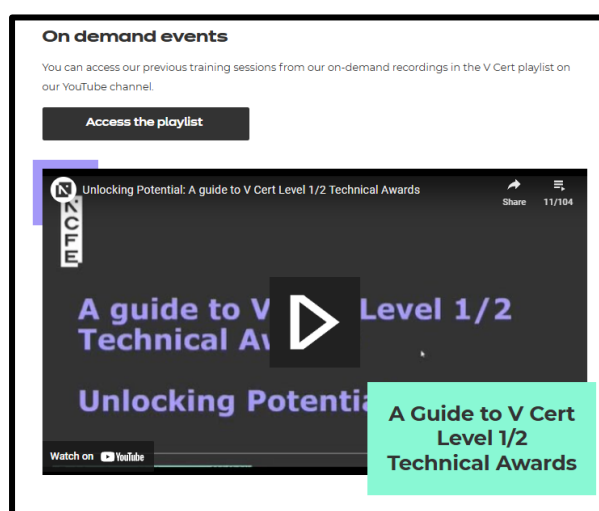 On demand events
You can access our previous training sessions from our on-demand recordings in the V Cert playlist on
our YouTube channel.
Access the playlist
Unlocking Potential: A guide to V Cert Level 1/2 Technical Awards
Share
11/104
NCFE
A guide to V Level 1/2
Technical
Unlocking
A Guide to V Cert
Level 1/2
Technical Awards
Watch on YouTube